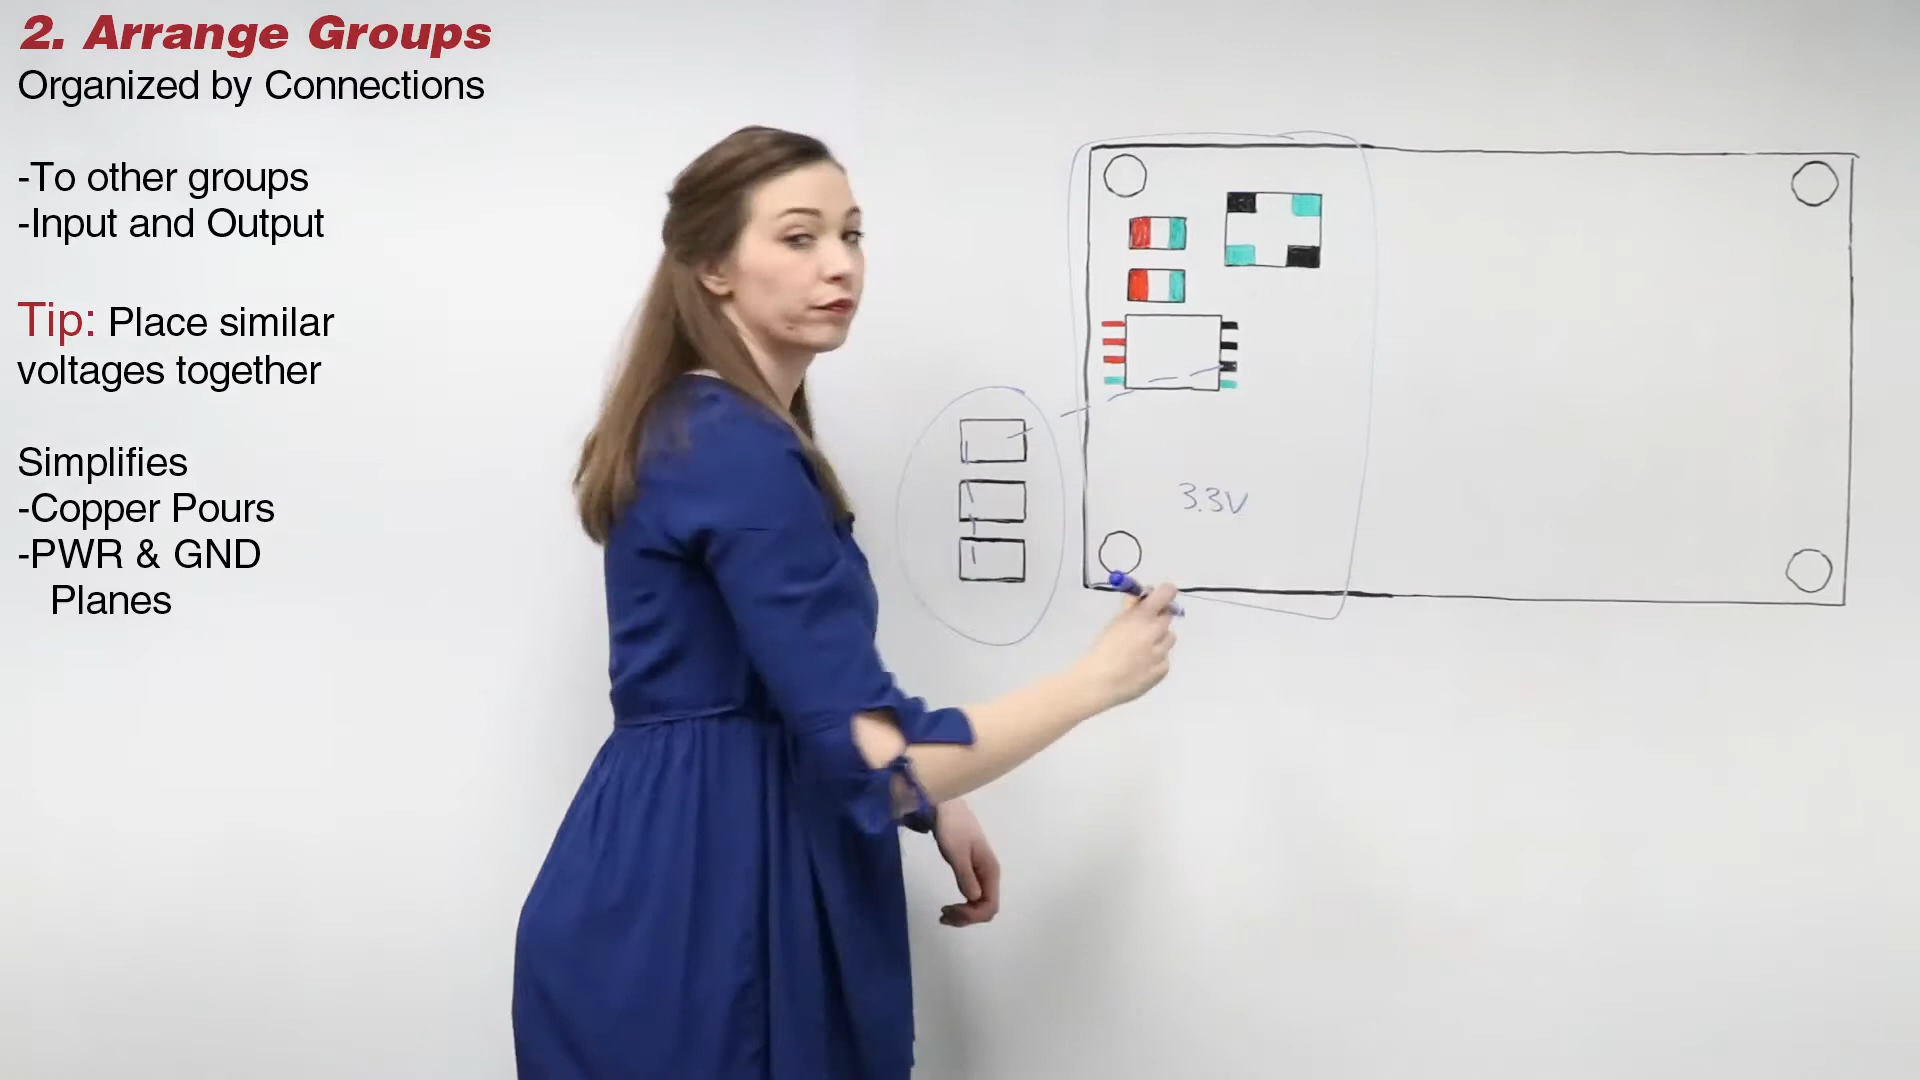 2. Arrange Groups
Organized by Connections
-To other groups
-Input and Output
Tip: Place similar
voltages together
Simplifies
-Copper Pours
-PWR & GND
Planes
3.3V